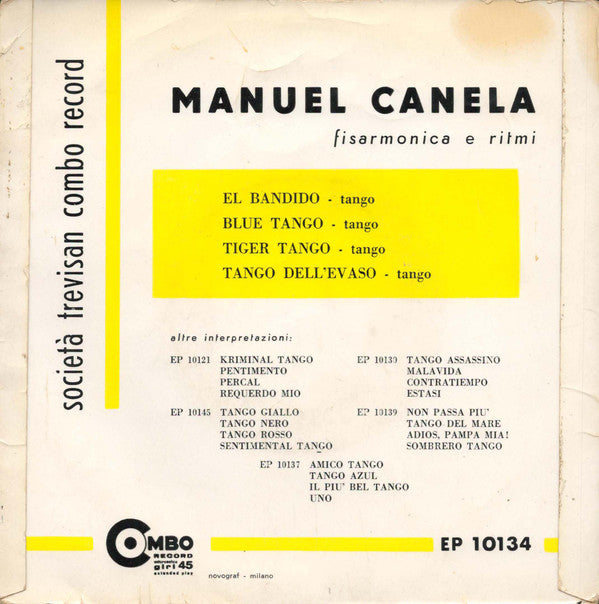 società trevisan combo record
MANUEL CANELA
fisarmonica e ritmi
EL BANDIDO - tango
BLUE TANGO - tango
TIGER TANGO - tango
TANGO DELL'EVASO - tango
altre interpretazioni:
EP 10121 KRIMINAL TANGO
PENTIMENTO
PERCAL
REQUERDO MIO
EP 10130 TANGO ASSASSINO
MALAVIDA
CONTRATIEMPO
ESTASI
EP 10145 TANGO GIALLO
TANGO NERO
TANGO ROSSO
SENTIMENTAL TANGO
EP 10139 NON PASSA PIU'
TANGO DEL MARE
ADIOS, PAMPA MIA!
SOMBRERO TANGO
EP 10137 AMICO TANGO
TANGO AZUL
IL PIU' BEL TANGO
UNO
COMBO
RECORD
giri 45
extended play
EP 10134
novograf - milano